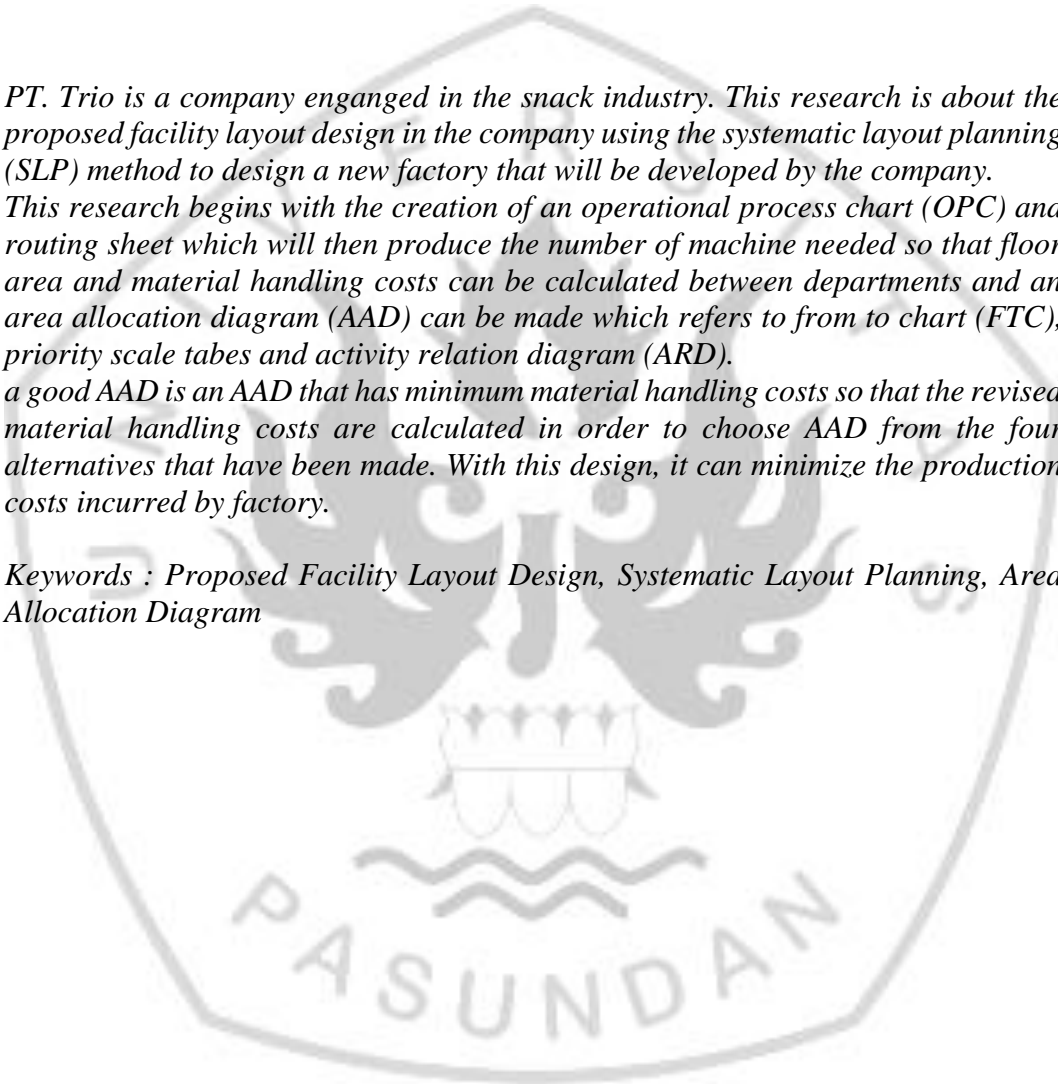 PT. Trio is a company enganged in the snack industry. This research is about the
proposed facility layout design in the company using the systematic layout planning
(SLP) method to design a new factory that will be developed by the company.
This research begins with the creation of an operational process chart (OPC) and
routing sheet which will then produce the number of machine needed so that floor
area and material handling costs can be calculated between departments and an
area allocation diagram (AAD) can be made which refers to from to chart (FTC),
priority scale tabes and activity relation diagram (ARD).
a good AAD is an AAD that has minimum material handling costs so that the revised
material handling costs are calculated in order to choose AAD from the four
alternatives that have been made. With this design, it can minimize the production
costs incurred by factory.
Keywords : Proposed Facility Layout Design, Systematic Layout Planning, Area
Allocation Diagram
UNIVERSITAS
PASUNDAN